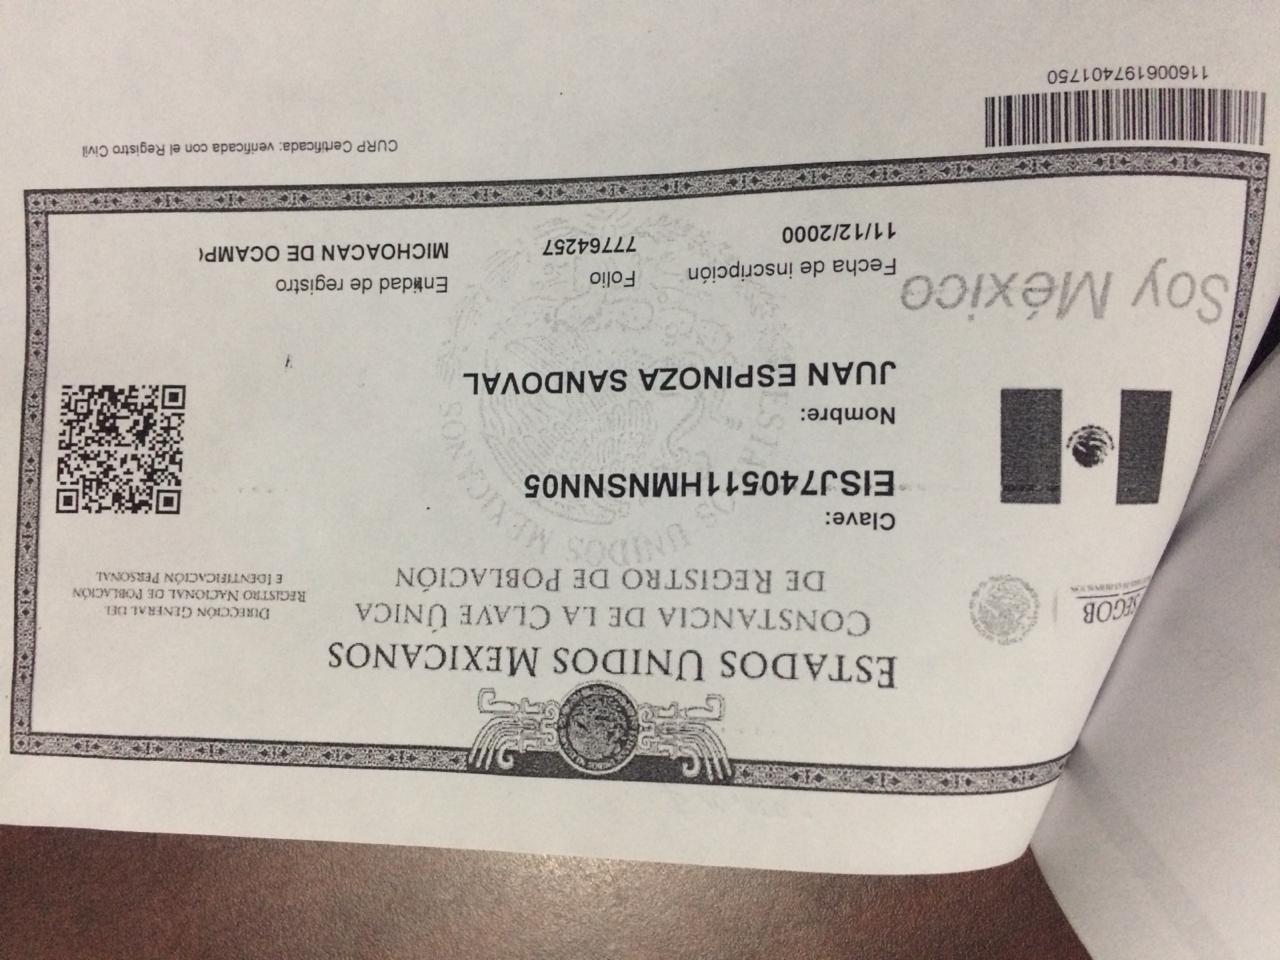 ESTADOS UNIDOS MEXICANOS
CONSTANCIA DE LA CLAVE ÚNICA
DE REGISTRO DE POBLACIÓN
SEGOB
DIRECCIÓN GENERAL DEL
REGISTRO NACIONAL DE POBLACIÓN
E IDENTIFICACIÓN PERSONAL
Clave:
EISJ740511HMNSNN05
Nombre:
JUAN ESPINOZA SANDOVAL
Soy México
Fecha de inscripción
11/12/2000
Folio
77764257
Entidad de registro
MICHOACAN DE OCAMP
CURP Certificada: verificada con el Registro Civil
116006197401750
ESTADOS UNIDOS MEXICANOS